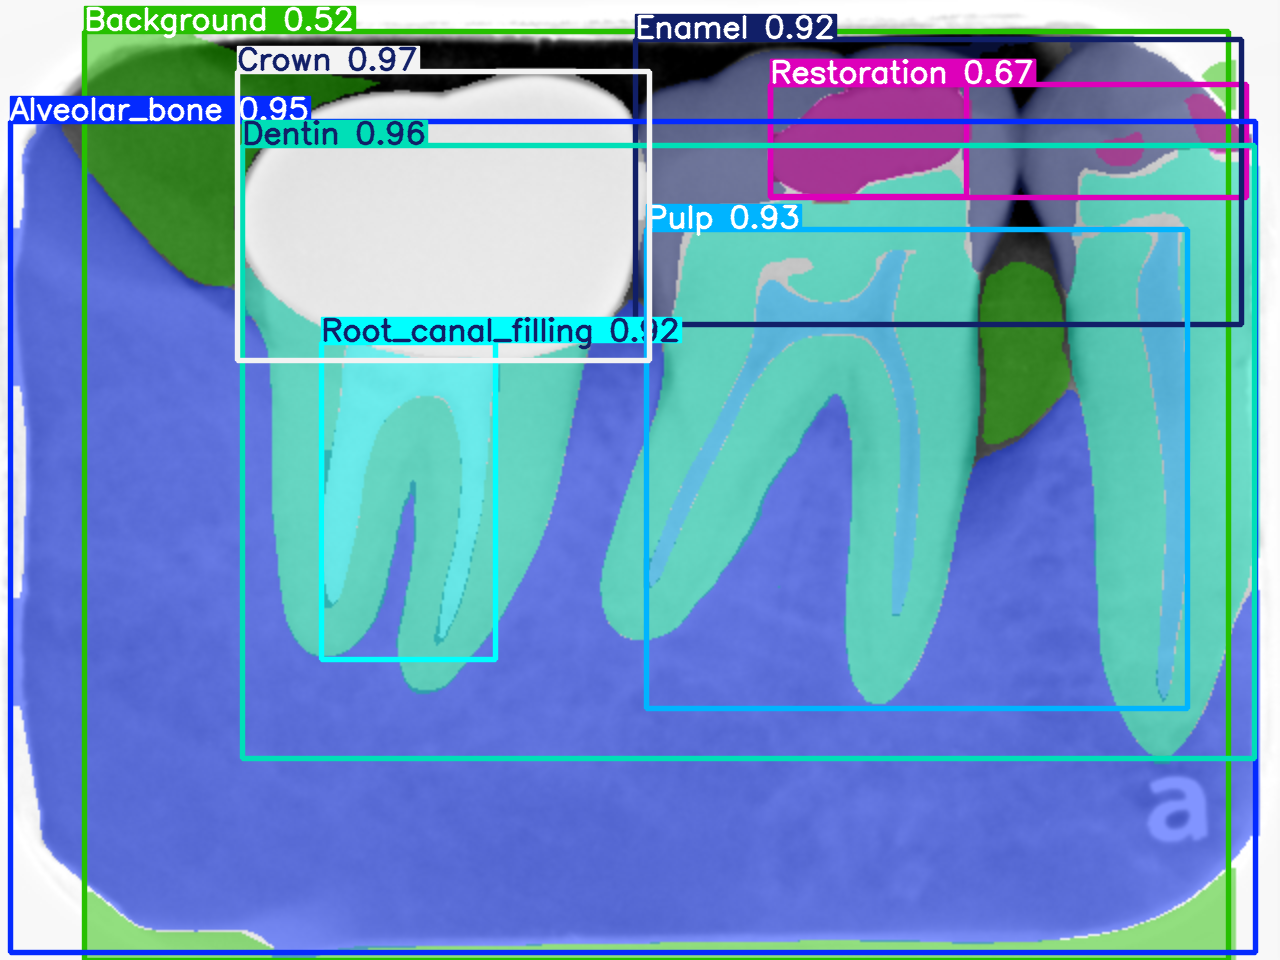 Background 0.52
Enamel 0.92
Crown 0.97
Restoration 0.67
Alveolar_bone 0.95
Dentin 0.96
Pulp 0.93
Root_canal_filling 0.92
a